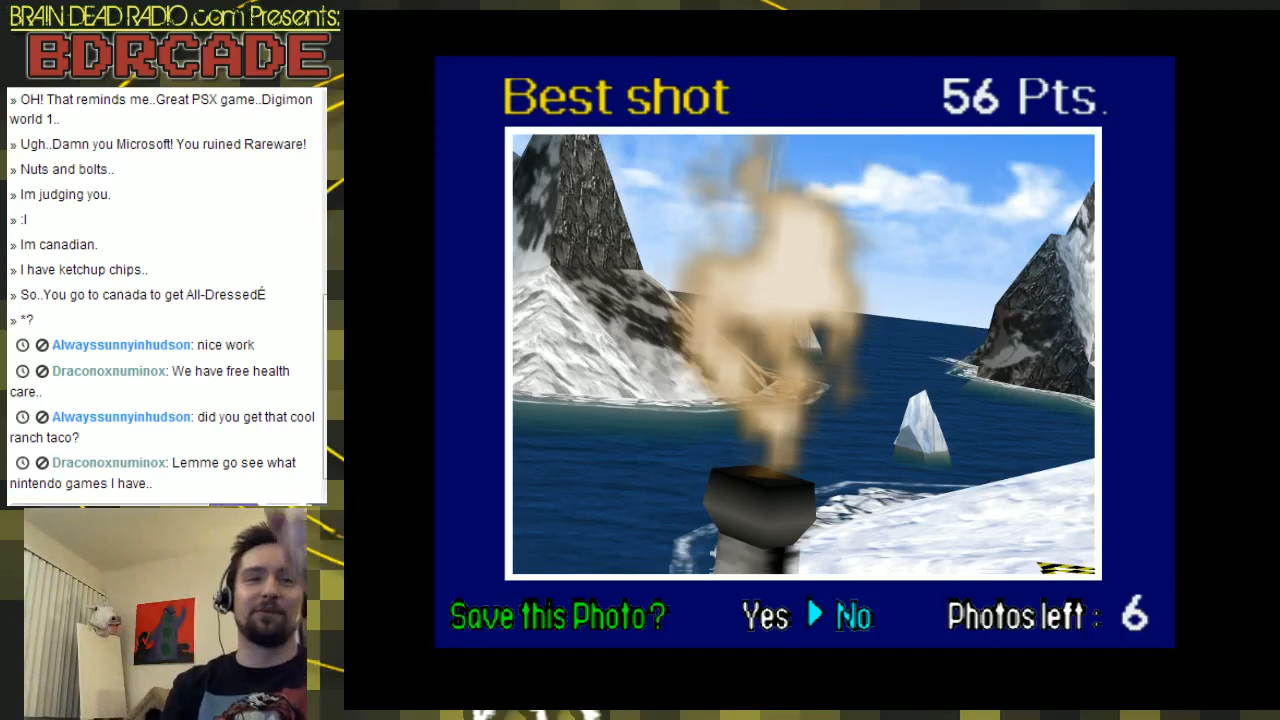 BRAIN DEAD RADIO.com Presents:
BDRCADE
» OH! That reminds me..Great PSX game..Digimon
world 1..
» Ugh..Damn you Microsoft! You ruined Rareware!
» Nuts and bolts..
» Im judging you.
» :I
» Im canadian.
» I have ketchup chips..
» So..You go to canada to get All-DressedÉ
» *?
Alwayssunnyinhudson: nice work
Draconoxnuminox: We have free health
care..
Alwayssunnyinhudson: did you get that cool
ranch taco?
Draconoxnuminox: Lemme go see what
nintendo games I have..
Best shot 56 Pts.
Save this Photo? Yes No Photos left: 6